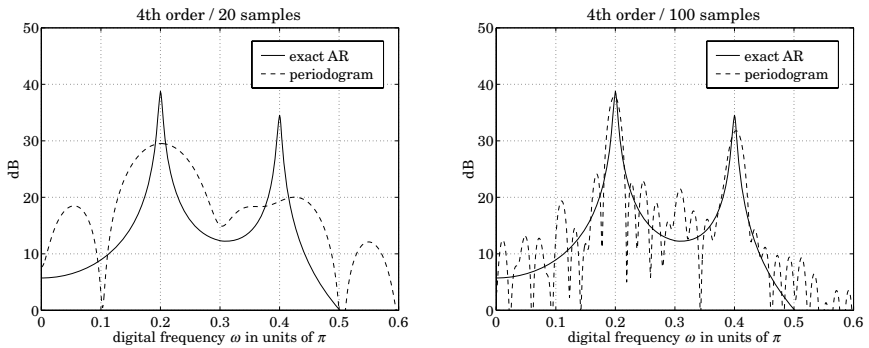 4th order / 20 samples
50
40
30
20
10
0
dB
exact AR
periodogram
0 0.1 0.2 0.3 0.4 0.5 0.6
digital frequency ω in units of π
4th order / 100 samples
50
40
30
20
10
0
dB
exact AR
periodogram
0 0.1 0.2 0.3 0.4 0.5 0.6
digital frequency ω in units of π